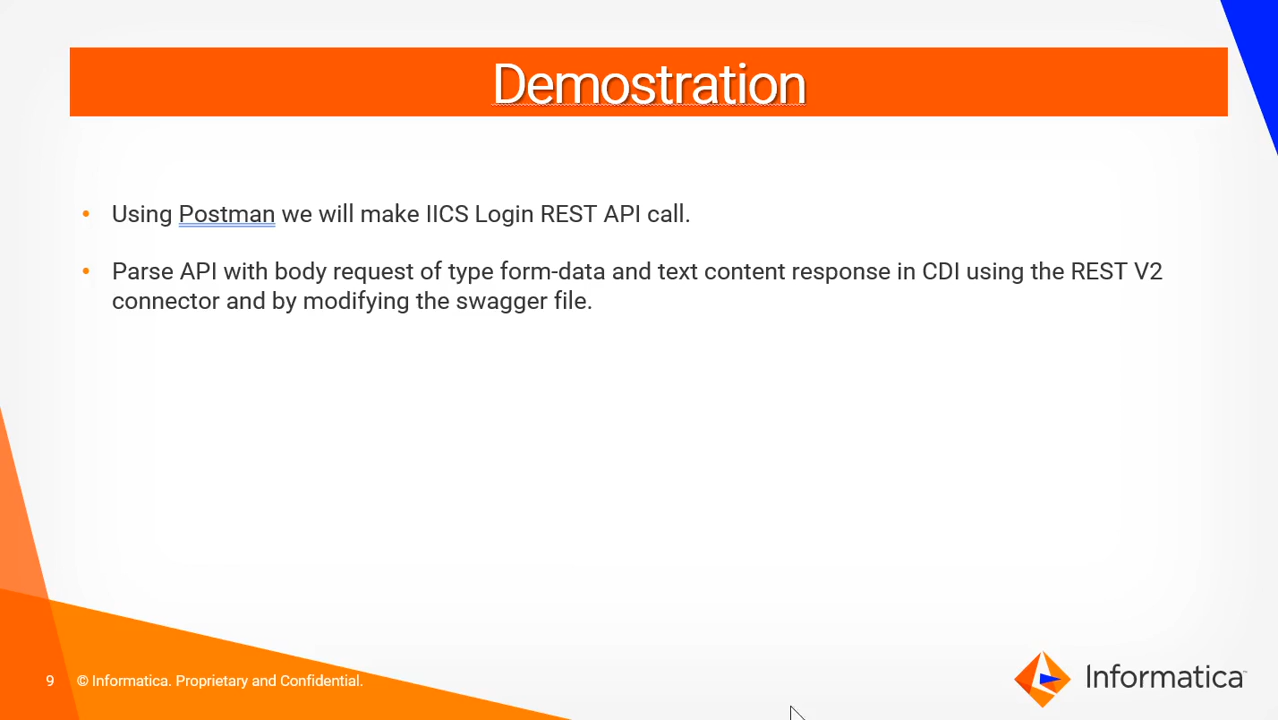 Demostration
• Using Postman we will make IICS Login REST API call.
• Parse API with body request of type form-data and text content response in CDI using the REST V2
connector and by modifying the swagger file.
9 © Informatica. Proprietary and Confidential.
Informatica